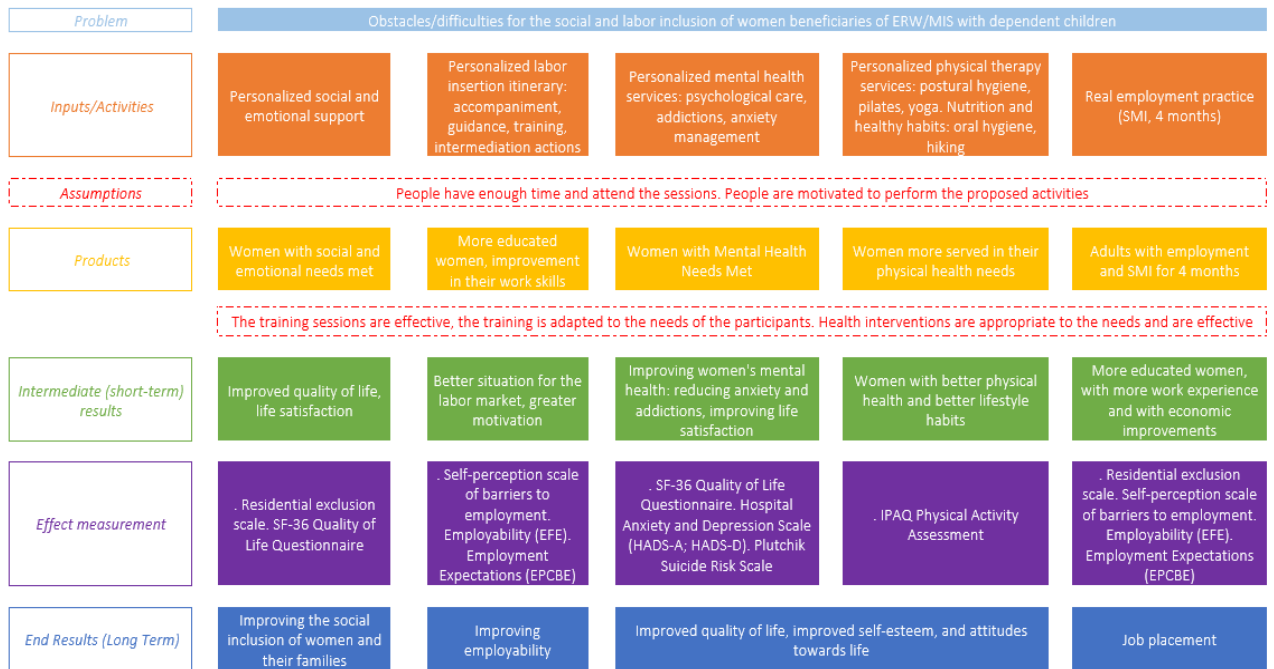 Problem
Obstacles/difficulties for the social and labor inclusion of women beneficiaries of ERW/MIS with dependent children
Inputs/Activities
Personalized social and
emotional support
Personalized labor
insertion itinerary:
accompaniment,
guidance, training,
intermediation actions
Personalized mental health
services: psychological care,
addictions, anxiety
management
Personalized physical therapy
services: postural hygiene,
pilates, yoga. Nutrition and
healthy habits: oral hygiene,
hiking
Real employment practice
(SMI, 4 months)
Assumptions
People have enough time and attend the sessions. People are motivated to perform the proposed activities
Products
Women with social and
emotional needs met
More educated
women, improvement
in their work skills
Women with Mental Health
Needs Met
Women more served in their
physical health needs
Adults with employment
and SMI for 4 months
The training sessions are effective, the training is adapted to the needs of the participants. Health interventions are appropriate to the needs and are effective
Intermediate (short-term)
results
Improved quality of life,
life satisfaction
Better situation for the
labor market, greater
motivation
Improving women's mental
health: reducing anxiety and
addictions, improving life
satisfaction
Women with better physical
health and better lifestyle
habits
More educated women,
with more work experience
and with economic
improvements
Effect measurement
. Residential exclusion
scale. SF-36 Quality of
Life Questionnaire
. Self-perception scale
of barriers to
employment.
Employability (EFE).
Employment
Expectations (EPCBE)
. SF-36 Quality of Life
Questionnaire. Hospital
Anxiety and Depression Scale
(HADS-A; HADS-D). Plutchik
Suicide Risk Scale
. IPAQ Physical Activity
Assessment
. Residential exclusion
scale. Self-perception scale
of barriers to employment.
Employability (EFE).
Employment Expectations
(EPCBE)
End Results (Long Term)
Improving the social
inclusion of women and
their families
Improving
employability
Improved quality of life, improved self-esteem, and attitudes
towards life
Job placement